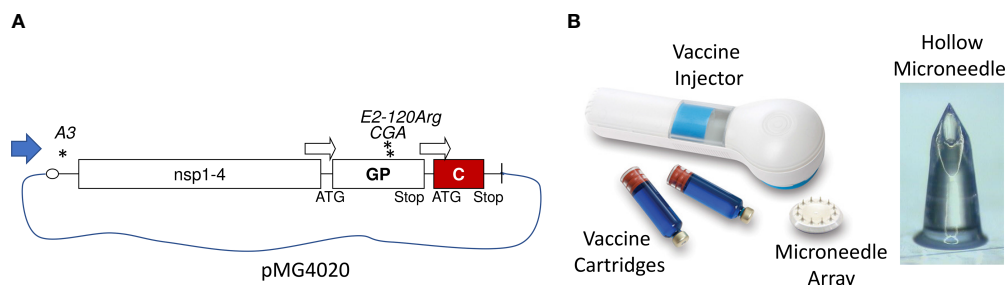 A
A3
*
E2-120Arg
CGA
*
*
nsp1-4
GP
C
ATG
Stop
ATG
Stop
pMG4020
B
Vaccine
Injector
Hollow
Microneedle
Vaccine
Cartridges
Microneedle
Array